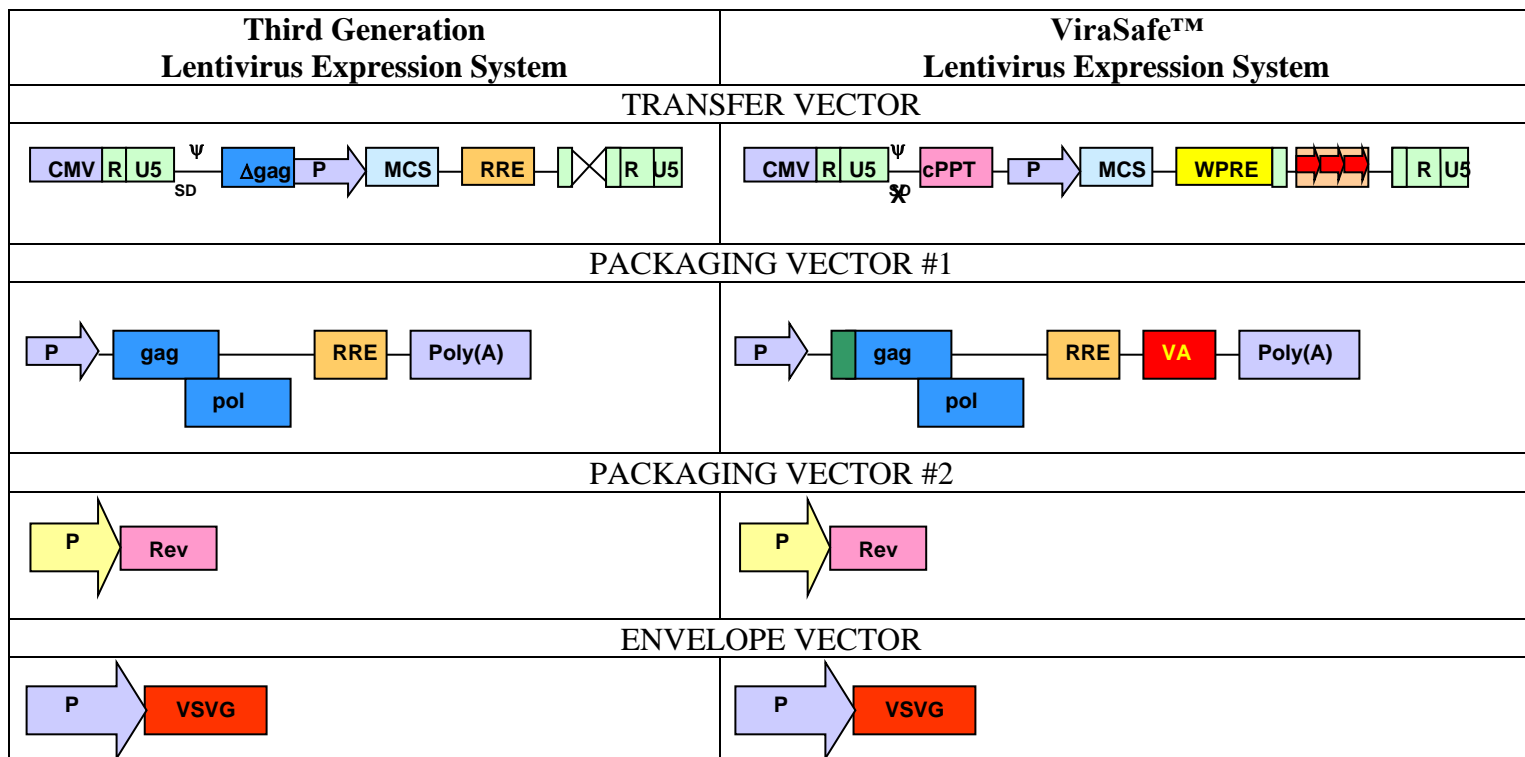 Third Generation
Lentivirus Expression System
ViraSafe™
Lentivirus Expression System
TRANSFER VECTOR
CMV R U5 ψ SD Δgag P MCS RRE R U5
CMV R U5 ψ SD X cPPT P MCS WPRE R U5
PACKAGING VECTOR #1
P gag RRE Poly(A)
pol
P gag RRE VA Poly(A)
pol
PACKAGING VECTOR #2
P Rev
P Rev
ENVELOPE VECTOR
P VSVG
P VSVG